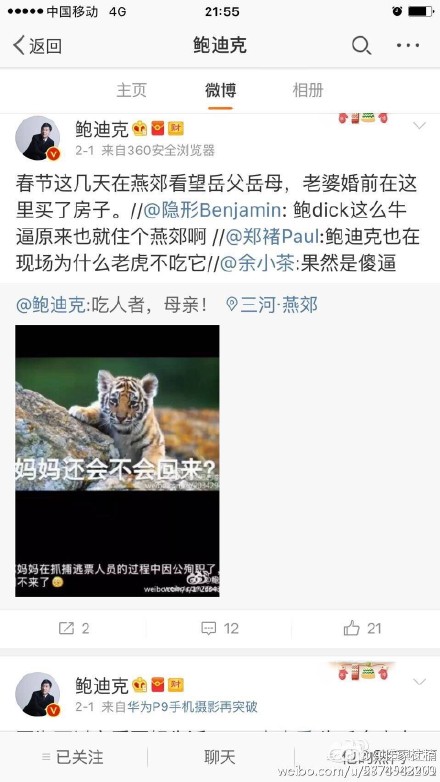 中国移动 4G 21:55
返回 鲍迪克
主页 微博 相册
鲍迪克
2-1 来自360安全浏览器
春节这几天在燕郊看望岳父岳母，老婆婚前在这
里买了房子。//@隐形Benjamin: 鲍dick这么牛
逼原来也就住个燕郊啊 //@郑褚Paul:鲍迪克也在
现场为什么老虎不吃它//@余小茶:果然是傻逼
@鲍迪克:吃人者，母亲！ 三河·燕郊
妈妈还会不会回来?
妈妈在抓捕逃票人员的过程中因公殉职了,
回不来了
2 12 21
鲍迪克
2-1 来自华为P9手机摄影再突破
已关注 聊天 他的热门